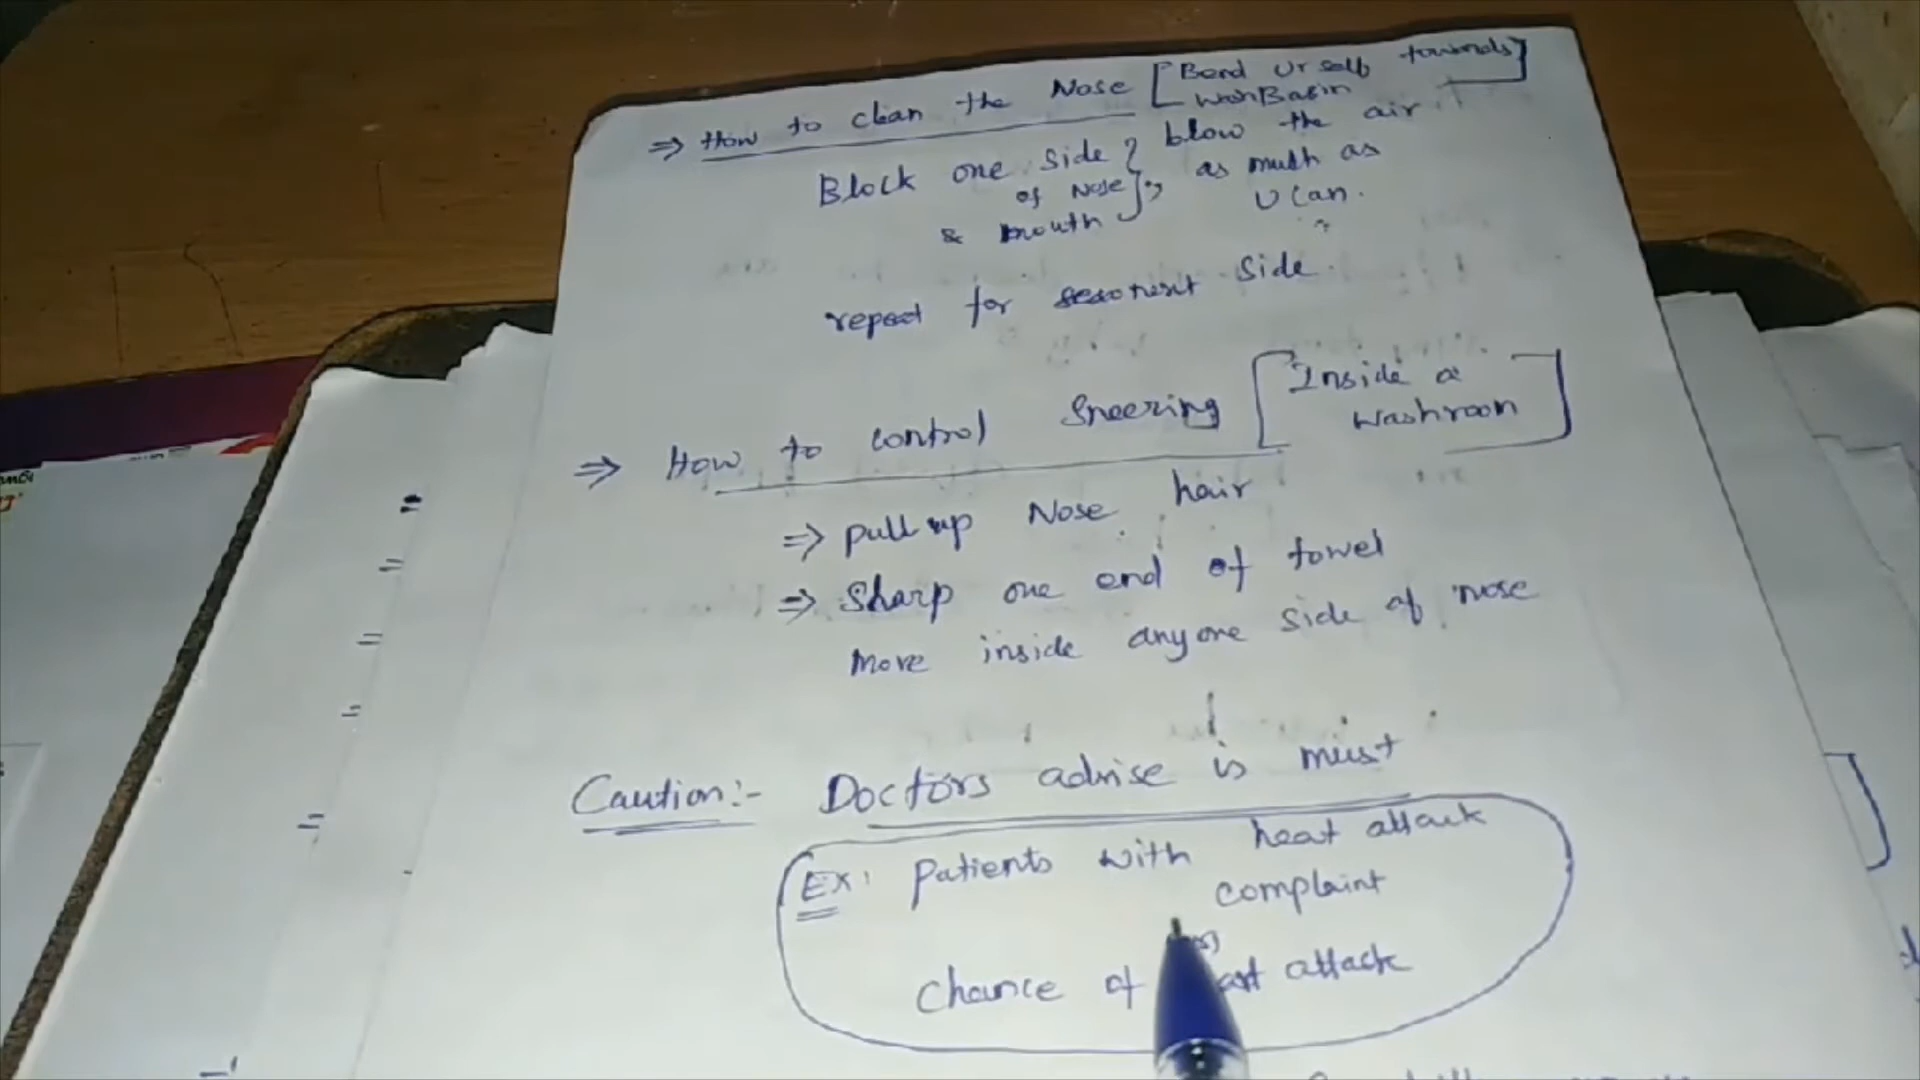 ⇒ How to clean the Nose [Bend Ur self towards
WashBasin]
Block one side } blow the air
of Nose as much as
& mouth U can.
repeat for next side.
⇒ How to control Sneezing [Inside a
Washroom]
⇒ pull up Nose hair
⇒ Sharp one end of towel
move inside anyone side of nose
Caution:- Doctors advise is must
EX: patients with heat attack
complaint
chance of attack